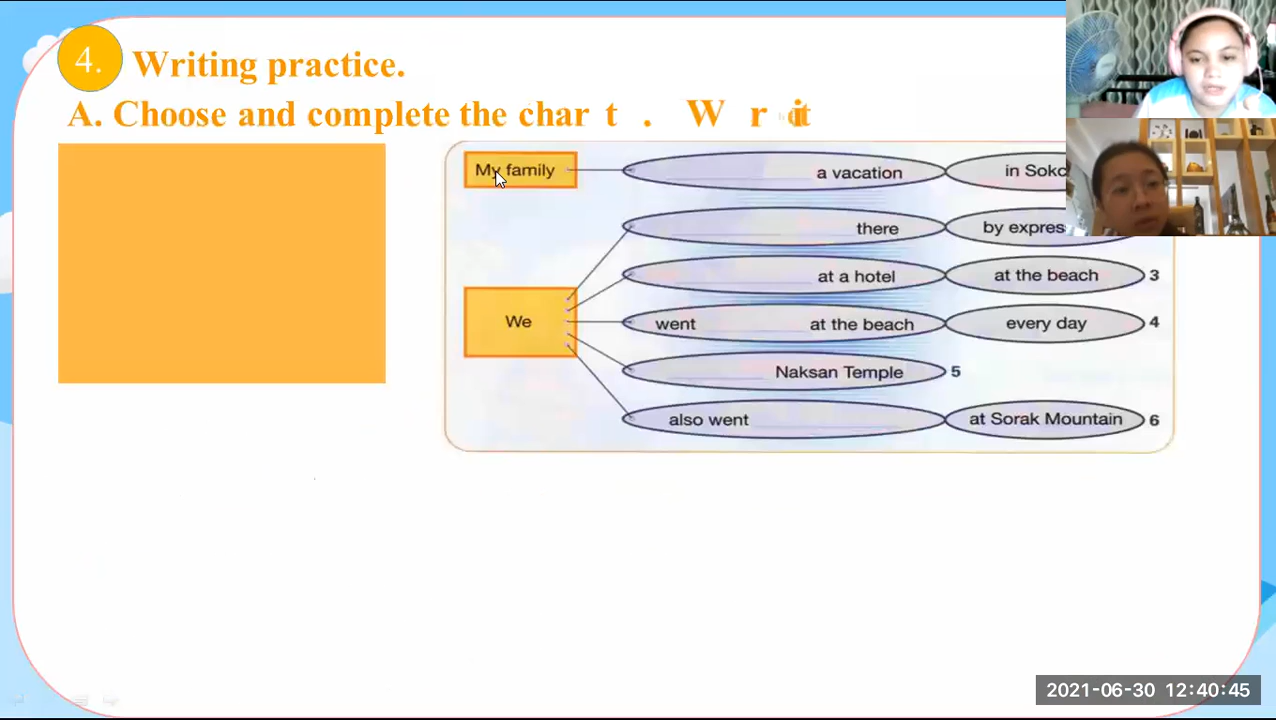 4. Writing practice.
A. Choose and complete the char t . W r it
My family a vacation in Sokc
there by expres
at a hotel at the beach 3
We went at the beach every day 4
Naksan Temple 5
also went at Sorak Mountain 6
2021-06-30 12:40:45